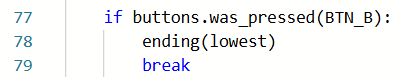 77 if buttons.was_pressed(BTN_B):
78 ending(lowest)
79 break